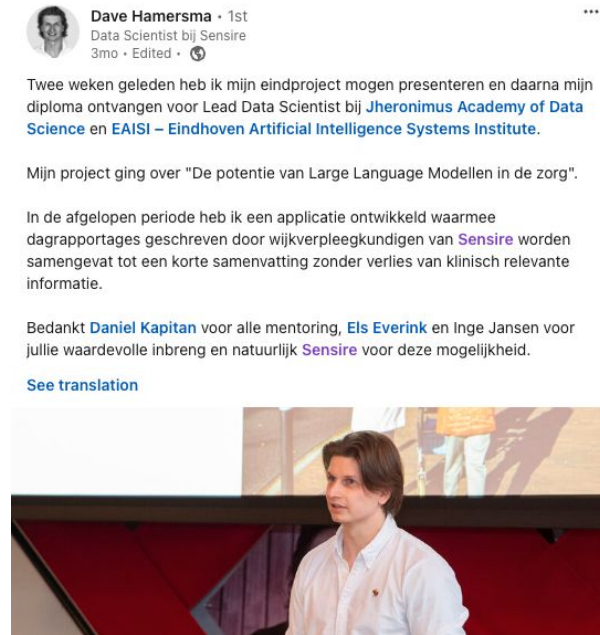 Dave Hamersma • 1st
Data Scientist bij Sensire
3mo • Edited •
Twee weken geleden heb ik mijn eindproject mogen presenteren en daarna mijn
diploma ontvangen voor Lead Data Scientist bij Jheronimus Academy of Data
Science en EAISI – Eindhoven Artificial Intelligence Systems Institute.
Mijn project ging over "De potentie van Large Language Modellen in de zorg".
In de afgelopen periode heb ik een applicatie ontwikkeld waarmee
dagrapportages geschreven door wijkverpleegkundigen van Sensire worden
samengevat tot een korte samenvatting zonder verlies van klinisch relevante
informatie.
Bedankt Daniel Kapitan voor alle mentoring, Els Everink en Inge Jansen voor
jullie waardevolle inbreng en natuurlijk Sensire voor deze mogelijkheid.
See translation